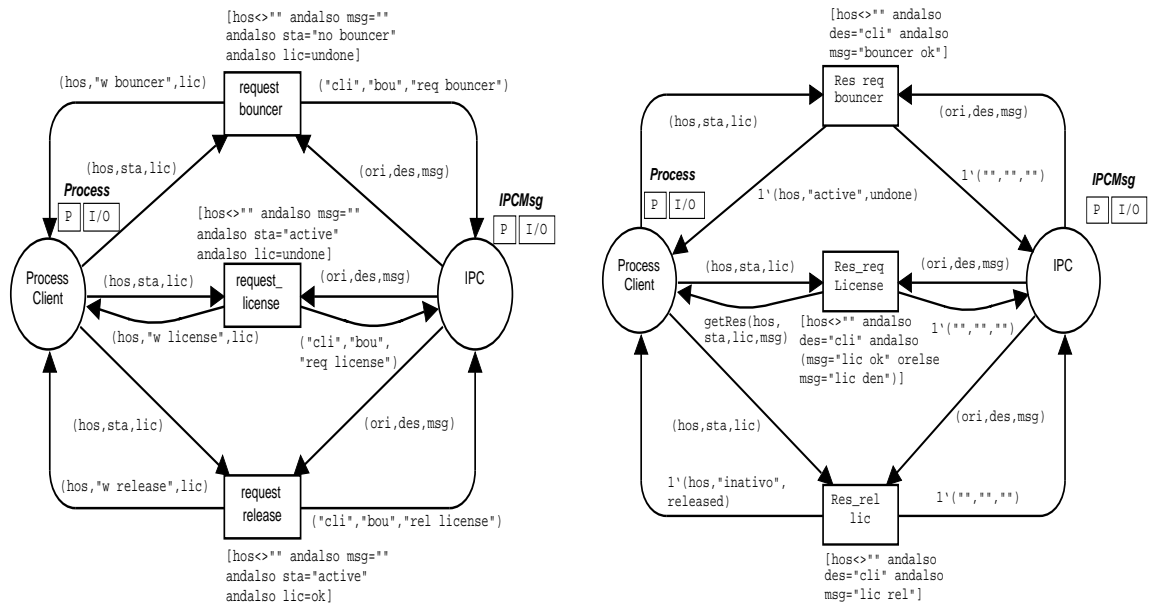 [hos<>"" andalso msg=""
andalso sta="no bouncer"
andalso lic=undone]
(hos,"w bouncer",lic)
request
bouncer
("cli","bou","req bouncer")
(hos,sta,lic)
(ori,des,msg)
Process
P
I/O
IPCMsg
P
I/O
[hos<>"" andalso msg=""
andalso sta="active"
andalso lic=undone]
Process
Client
(hos,sta,lic)
request_
license
(ori,des,msg)
IPC
(hos,"w license",lic)
("cli","bou",
"req license")
(hos,sta,lic)
(ori,des,msg)
(hos,"w release",lic)
request
release
("cli","bou","rel license")
[hos<>"" andalso msg=""
andalso sta="active"
andalso lic=ok]
[hos<>"" andalso
des="cli" andalso
msg="bouncer ok"]
Res req
bouncer
(hos,sta,lic)
(ori,des,msg)
Process
P
I/O
1‘(hos,"active",undone)
1‘("","","")
IPCMsg
P
I/O
Process
Client
(hos,sta,lic)
Res_req
License
(ori,des,msg)
IPC
getRes(hos,
sta,lic,msg)
[hos<>"" andalso
des="cli" andalso
(msg="lic ok" orelse
msg="lic den")]
1‘("","","")
(hos,sta,lic)
(ori,des,msg)
1‘(hos,"inativo",
released)
Res_rel
lic
1‘("","","")
[hos<>"" andalso
des="cli" andalso
msg="lic rel"]